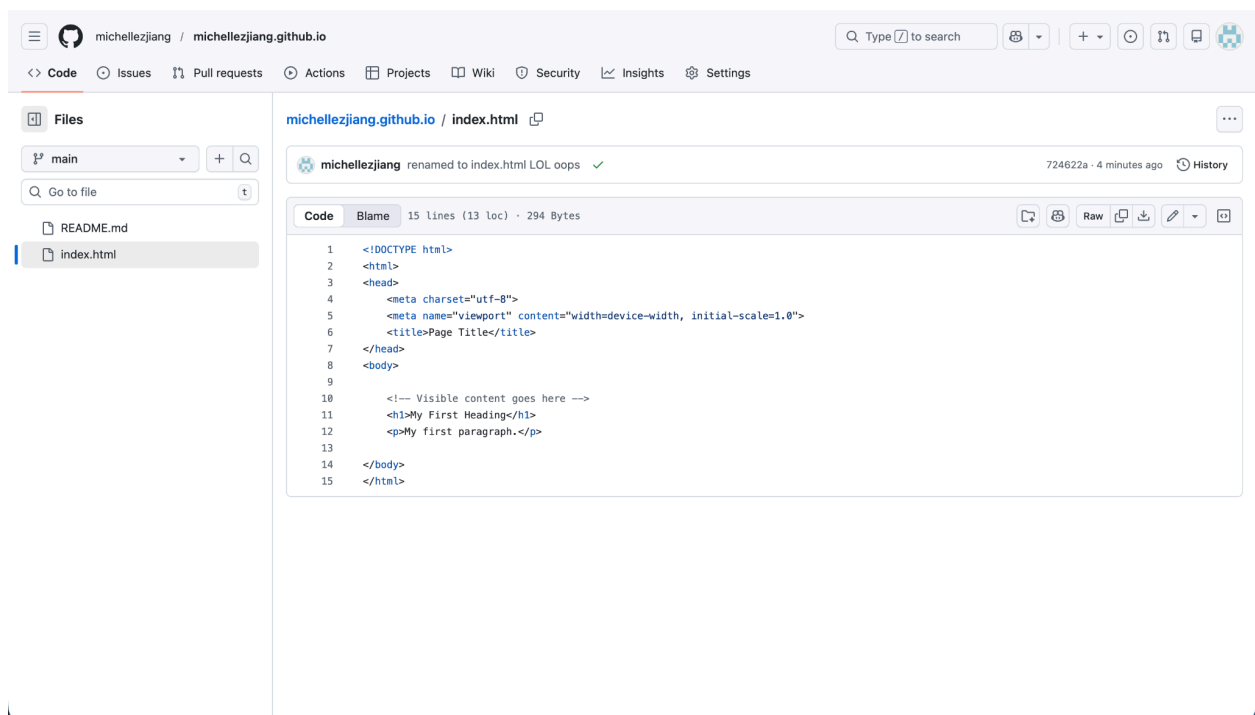 michellezjiang / michellezjiang.github.io
Type / to search
Code Issues Pull requests Actions Projects Wiki Security Insights Settings
Files
main
Go to file t
README.md
index.html
michellezjiang.github.io / index.html
michellezjiang renamed to index.html LOL oops 724622a · 4 minutes ago History
Code Blame 15 lines (13 loc) · 294 Bytes Raw
1 <!DOCTYPE html>
2 <html>
3 <head>
4     <meta charset="utf-8">
5     <meta name="viewport" content="width=device-width, initial-scale=1.0">
6     <title>Page Title</title>
7 </head>
8 <body>
9
10     <!-- Visible content goes here -->
11     <h1>My First Heading</h1>
12     <p>My first paragraph.</p>
13
14 </body>
15 </html>